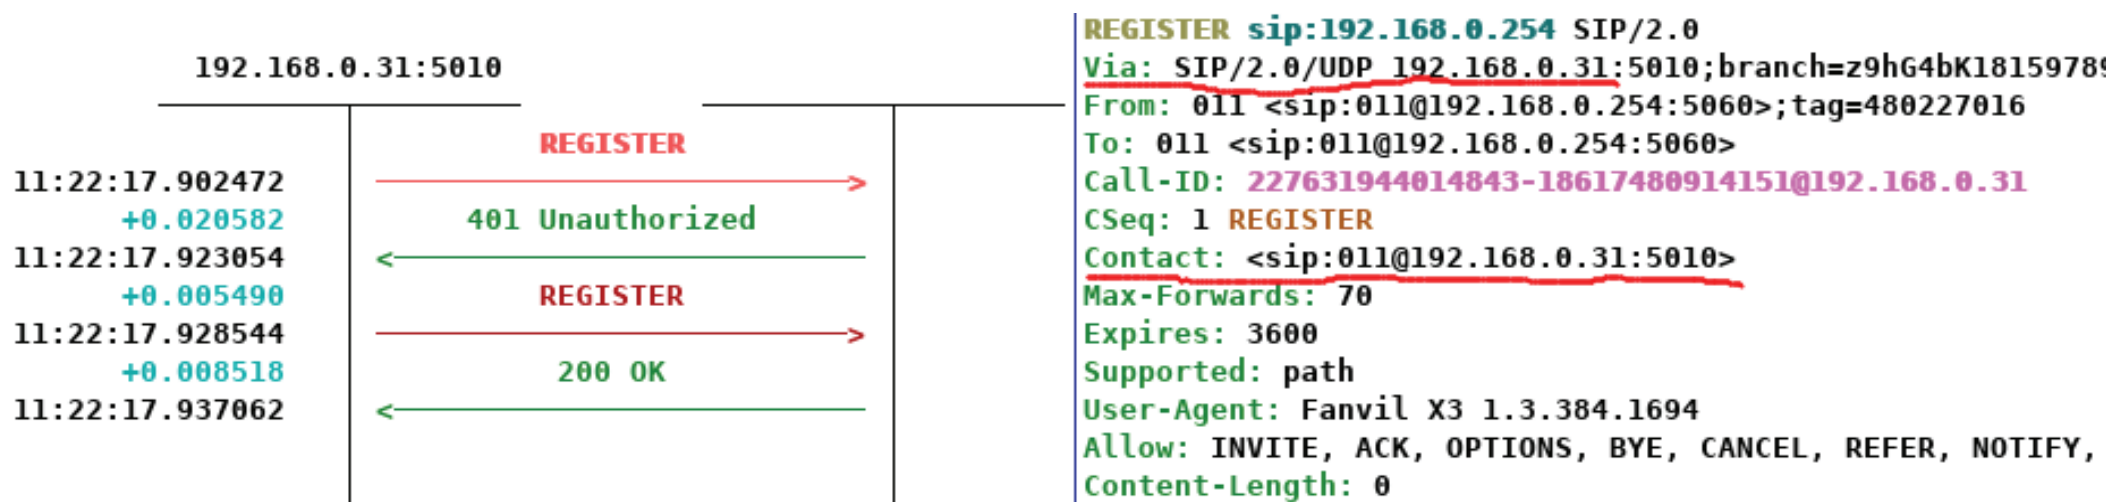 192.168.0.31:5010
REGISTER
11:22:17.902472
+0.020582
401 Unauthorized
11:22:17.923054
+0.005490
REGISTER
11:22:17.928544
+0.008518
200 OK
11:22:17.937062
REGISTER sip:192.168.0.254 SIP/2.0
Via: SIP/2.0/UDP 192.168.0.31:5010;branch=z9hG4bK18159789
From: 011 <sip:011@192.168.0.254:5060>;tag=480227016
To: 011 <sip:011@192.168.0.254:5060>
Call-ID: 227631944014843-18617480914151@192.168.0.31
CSeq: 1 REGISTER
Contact: <sip:011@192.168.0.31:5010>
Max-Forwards: 70
Expires: 3600
Supported: path
User-Agent: Fanvil X3 1.3.384.1694
Allow: INVITE, ACK, OPTIONS, BYE, CANCEL, REFER, NOTIFY,
Content-Length: 0